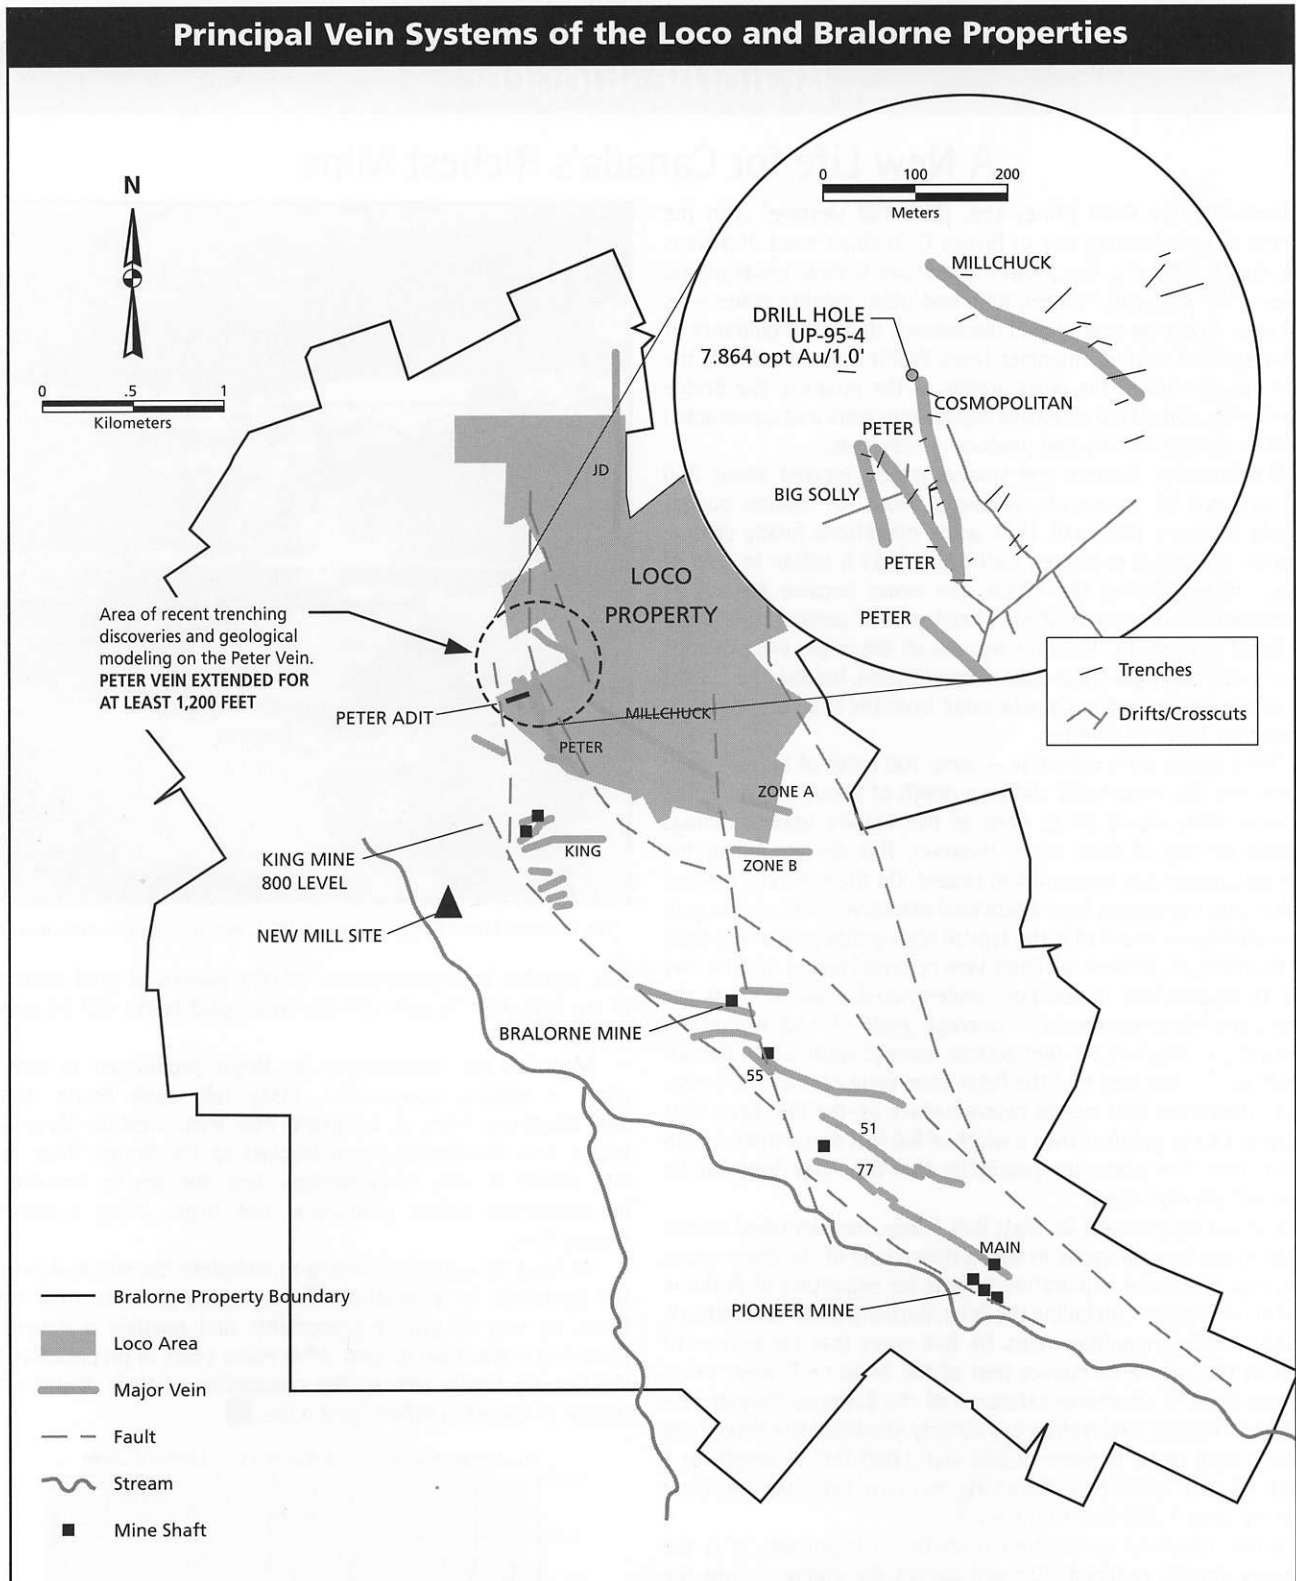 Principal Vein Systems of the Loco and Bralorne Properties
N
0 .5 1
Kilometers
0 100 200
Meters
MILLCHUCK
DRILL HOLE
UP-95-4
7.864 opt Au/1.0'
COSMOPOLITAN
PETER
BIG SOLLY
PETER
PETER
Trenches
Drifts/Crosscuts
JD
LOCO
PROPERTY
Area of recent trenching
discoveries and geological
modeling on the Peter Vein.
PETER VEIN EXTENDED FOR
AT LEAST 1,200 FEET
PETER ADIT
MILLCHUCK
PETER
ZONE A
KING
ZONE B
KING MINE
800 LEVEL
NEW MILL SITE
BRALORNE MINE
55
51
77
MAIN
PIONEER MINE
Bralorne Property Boundary
Loco Area
Major Vein
Fault
Stream
Mine Shaft